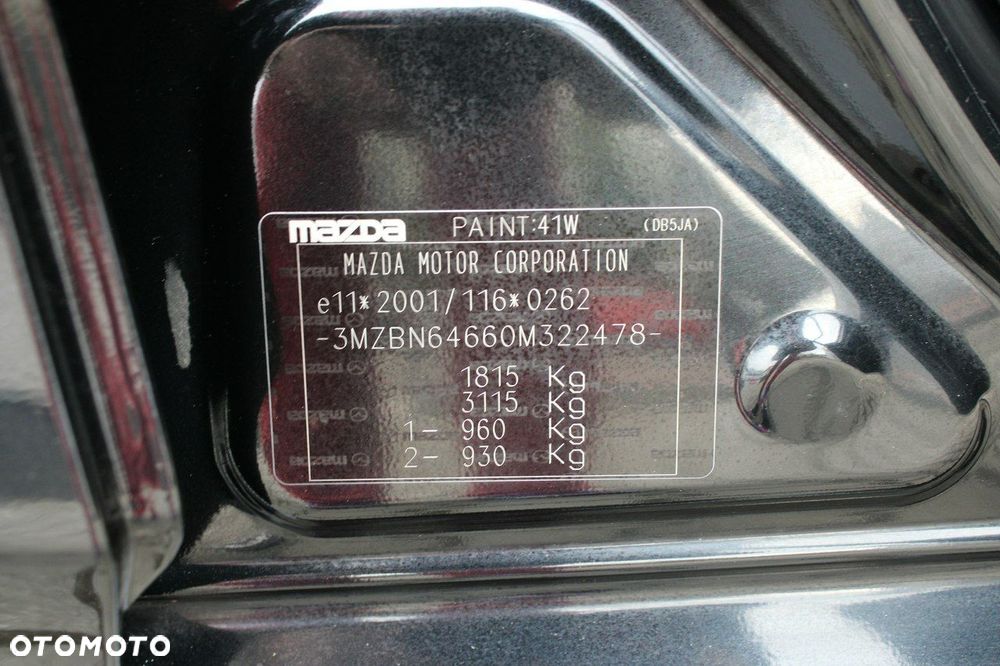 mazda PAINT:41W (DB5JA)
MAZDA MOTOR CORPORATION
e11*2001/116*0262
-3MZBN64660M322478-
1815 Kg
3115 Kg
1- 960 Kg
2- 930 Kg
OTOMOTO